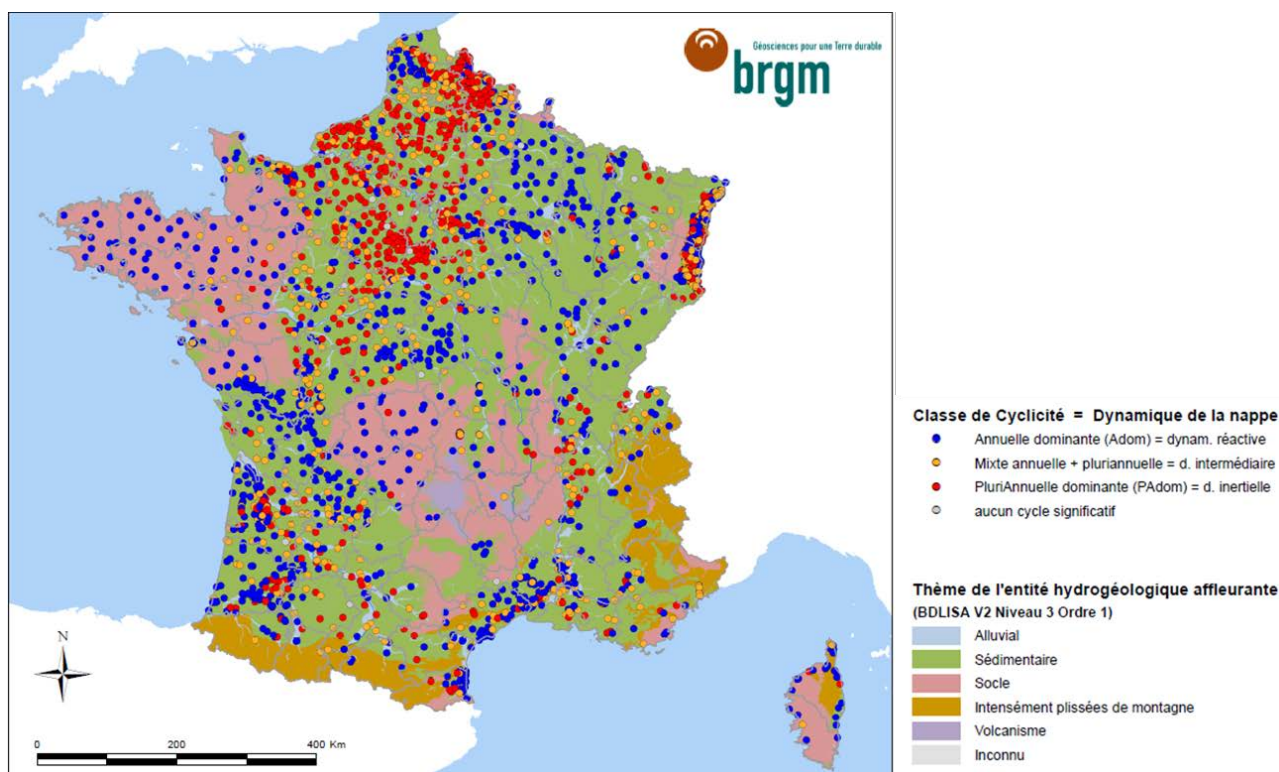 Géosciences pour une Terre durable
brgm
Classe de Cyclicité = Dynamique de la nappe
Annuelle dominante (Adom) = dynam. réactive
Mixte annuelle + pluriannuelle = d. intermédiaire
PluriAnnuelle dominante (PAdom) = d. inertielle
aucun cycle significatif
Thème de l'entité hydrogéologique affleurante
(BDLISA V2 Niveau 3 Ordre 1)
Alluvial
Sédimentaire
Socle
Intensément plissées de montagne
Volcanisme
Inconnu
N
0 200 400 Km